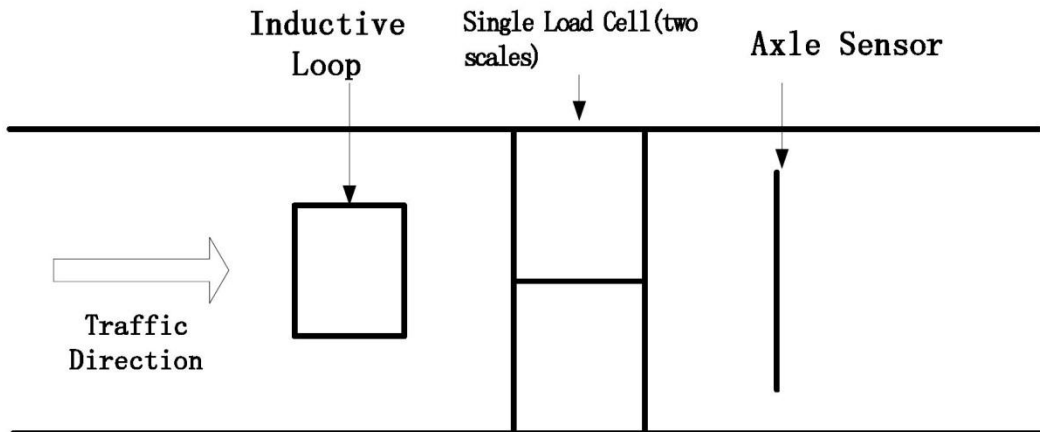 Inductive
Loop
Single Load Cell(two
scales)
Axle Sensor
Traffic
Direction